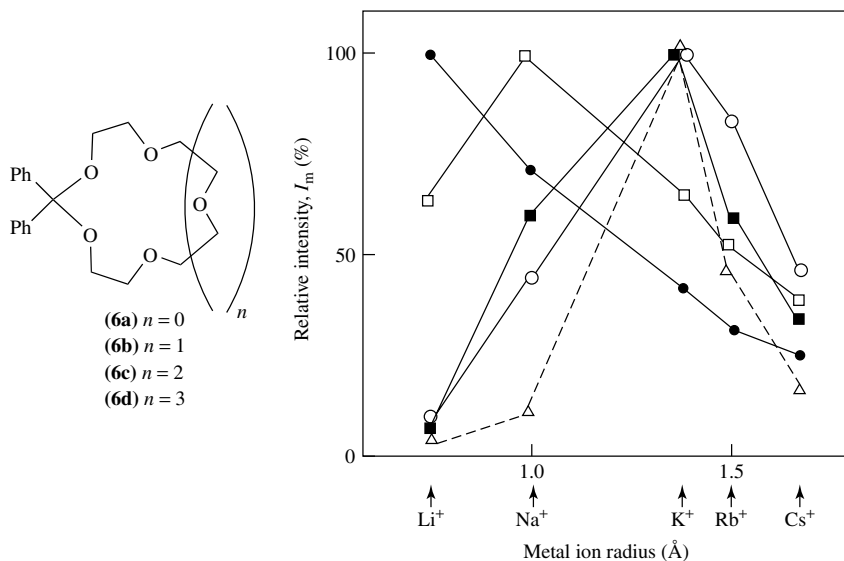 Ph
Ph
O
O
O
O
O
n
(6a) n = 0
(6b) n = 1
(6c) n = 2
(6d) n = 3
Relative intensity, Im (%)
100
50
0
1.0
1.5
Li+
Na+
K+
Rb+
Cs+
Metal ion radius (Å)